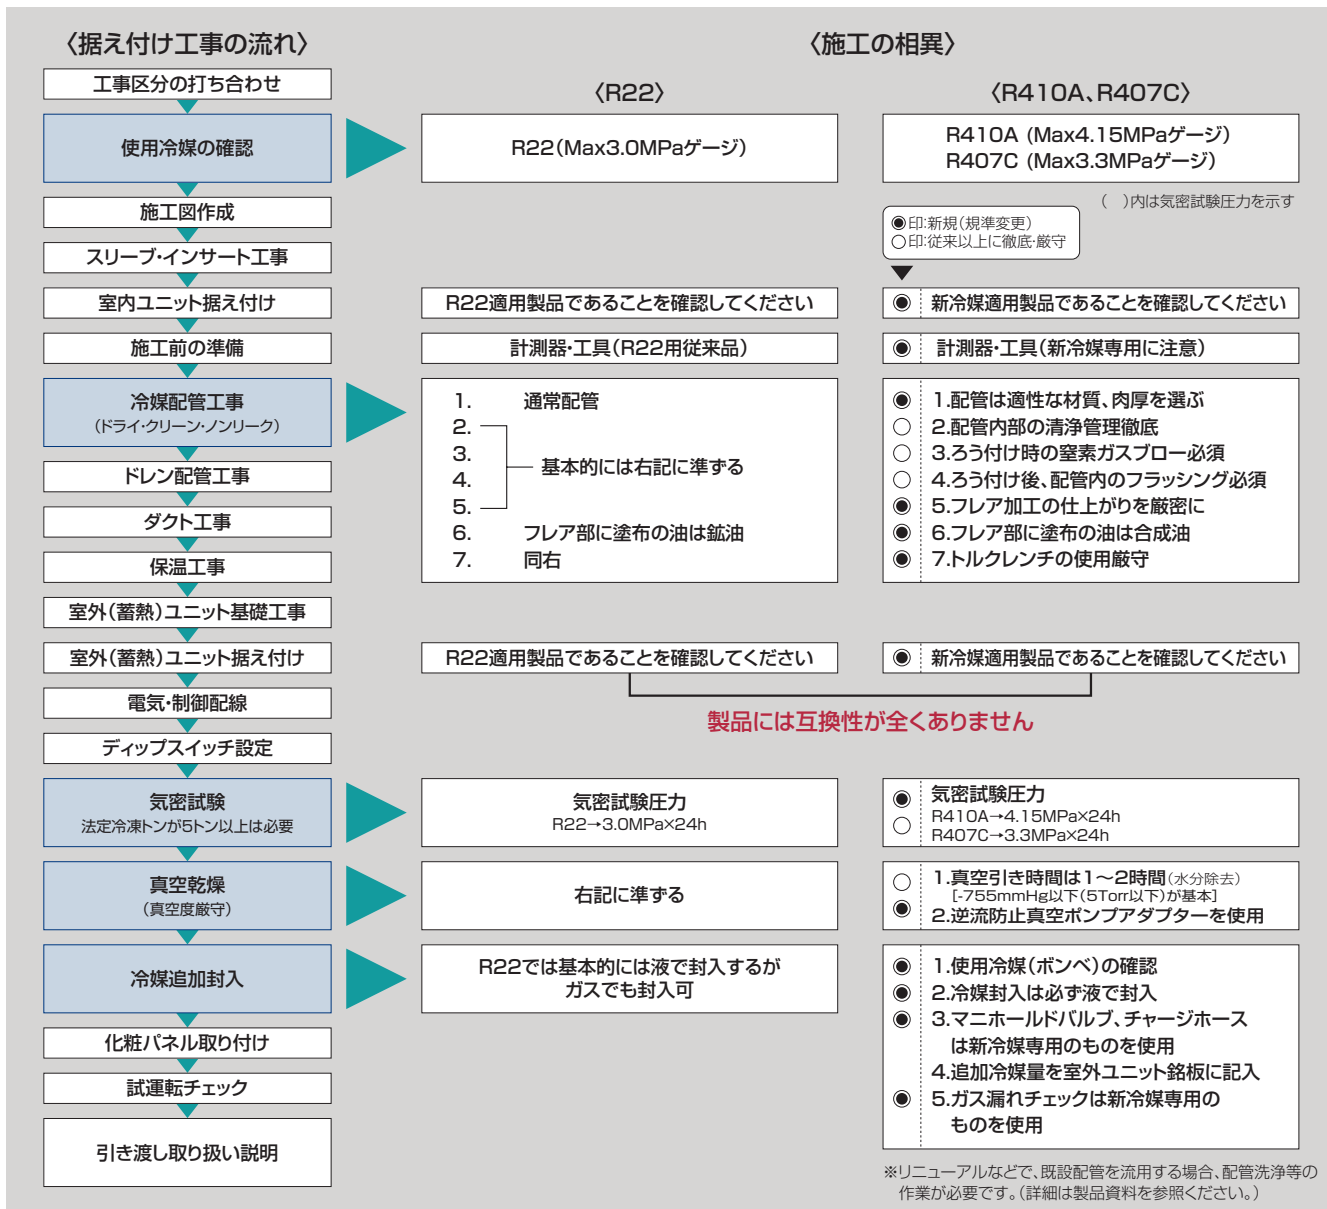 〈据え付け工事の流れ〉
〈施工の相異〉
工事区分の打ち合わせ
〈R22〉
〈R410A、R407C〉
使用冷媒の確認
R22(Max3.0MPaゲージ)
R410A (Max4.15MPaゲージ)
R407C (Max3.3MPaゲージ)
(　)内は気密試験圧力を示す
施工図作成
◉印:新規(規準変更)
○印:従来以上に徹底・厳守
スリーブ・インサート工事
室内ユニット据え付け
R22適用製品であることを確認してください
◉ 新冷媒適用製品であることを確認してください
施工前の準備
計測器・工具(R22用従来品)
◉ 計測器・工具(新冷媒専用に注意)
冷媒配管工事
(ドライ・クリーン・ノンリーク)
1. 通常配管
2.
3.
4.
5.
基本的には右記に準ずる
6. フレア部に塗布の油は鉱油
7. 同右
◉ 1.配管は適性な材質、肉厚を選ぶ
○ 2.配管内部の清浄管理徹底
○ 3.ろう付け時の窒素ガスブロー必須
○ 4.ろう付け後、配管内のフラッシング必須
◉ 5.フレア加工の仕上がりを厳密に
◉ 6.フレア部に塗布の油は合成油
◉ 7.トルクレンチの使用厳守
ドレン配管工事
ダクト工事
保温工事
室外(蓄熱)ユニット基礎工事
室外(蓄熱)ユニット据え付け
R22適用製品であることを確認してください
◉ 新冷媒適用製品であることを確認してください
電気・制御配線
製品には互換性が全くありません
ディップスイッチ設定
気密試験
法定冷凍トンが5トン以上は必要
気密試験圧力
R22→3.0MPa×24h
◉ 気密試験圧力
○ R410A→4.15MPa×24h
R407C→3.3MPa×24h
真空乾燥
(真空度厳守)
右記に準ずる
○ 1.真空引き時間は1～2時間(水分除去)
[-755mmHg以下(5Torr以下)が基本]
◉ 2.逆流防止真空ポンプアダプターを使用
冷媒追加封入
R22では基本的には液で封入するが
ガスでも封入可
◉ 1.使用冷媒(ボンベ)の確認
◉ 2.冷媒封入は必ず液で封入
◉ 3.マニホールドバルブ、チャージホース
は新冷媒専用のものを使用
4.追加冷媒量を室外ユニット銘板に記入
◉ 5.ガス漏れチェックは新冷媒専用の
ものを使用
化粧パネル取り付け
試運転チェック
引き渡し取り扱い説明
※リニューアルなどで、既設配管を流用する場合、配管洗浄等の
作業が必要です。(詳細は製品資料を参照ください。)